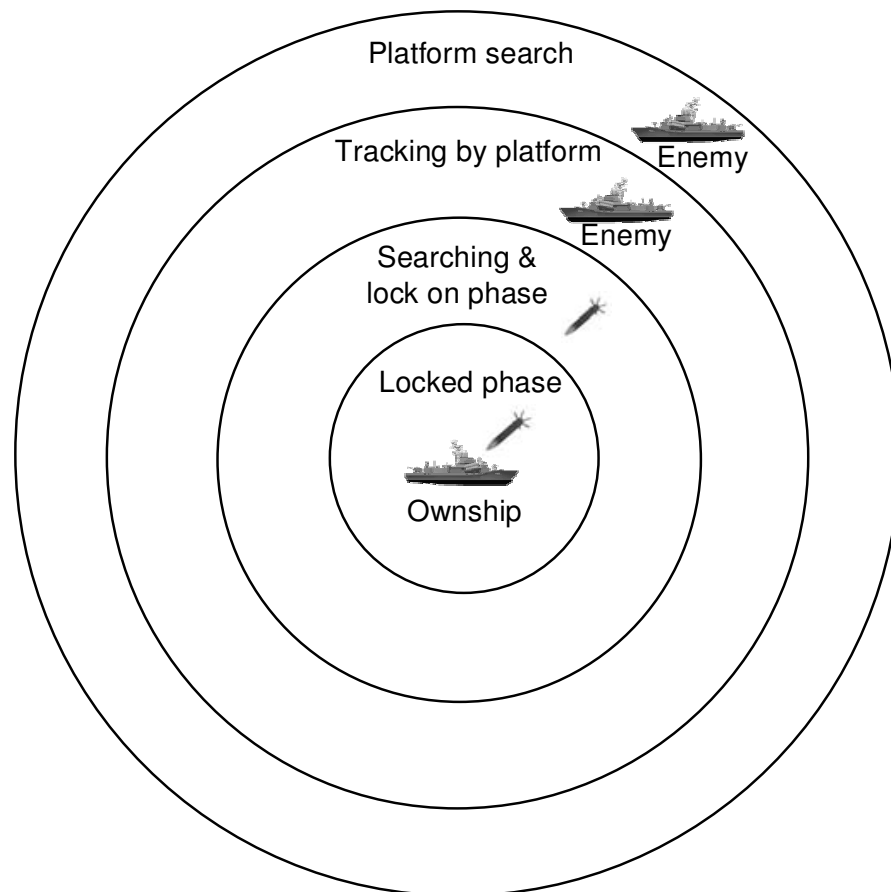 Platform search
Enemy
Tracking by platform
Enemy
Searching &
lock on phase
Locked phase
Ownship